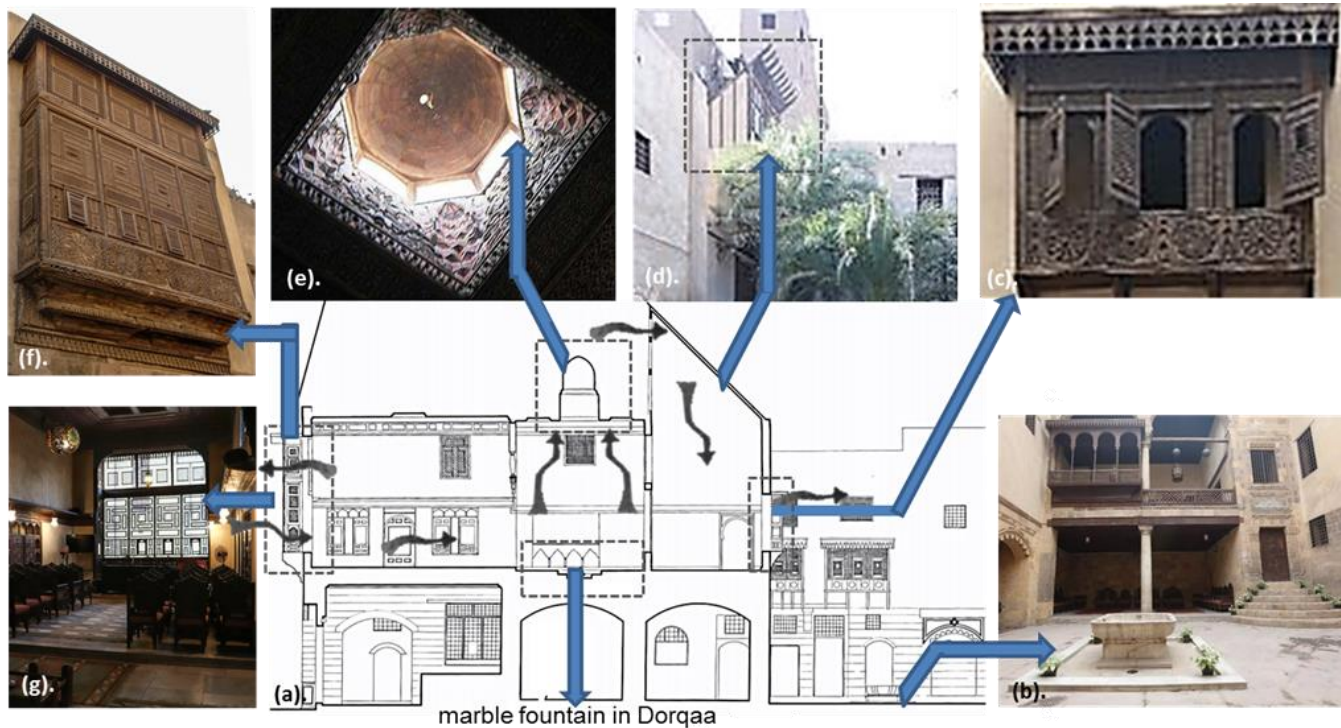 (e).
(d).
(c).
(f).
(g).
(a).
(b).
marble fountain in Dorqaa